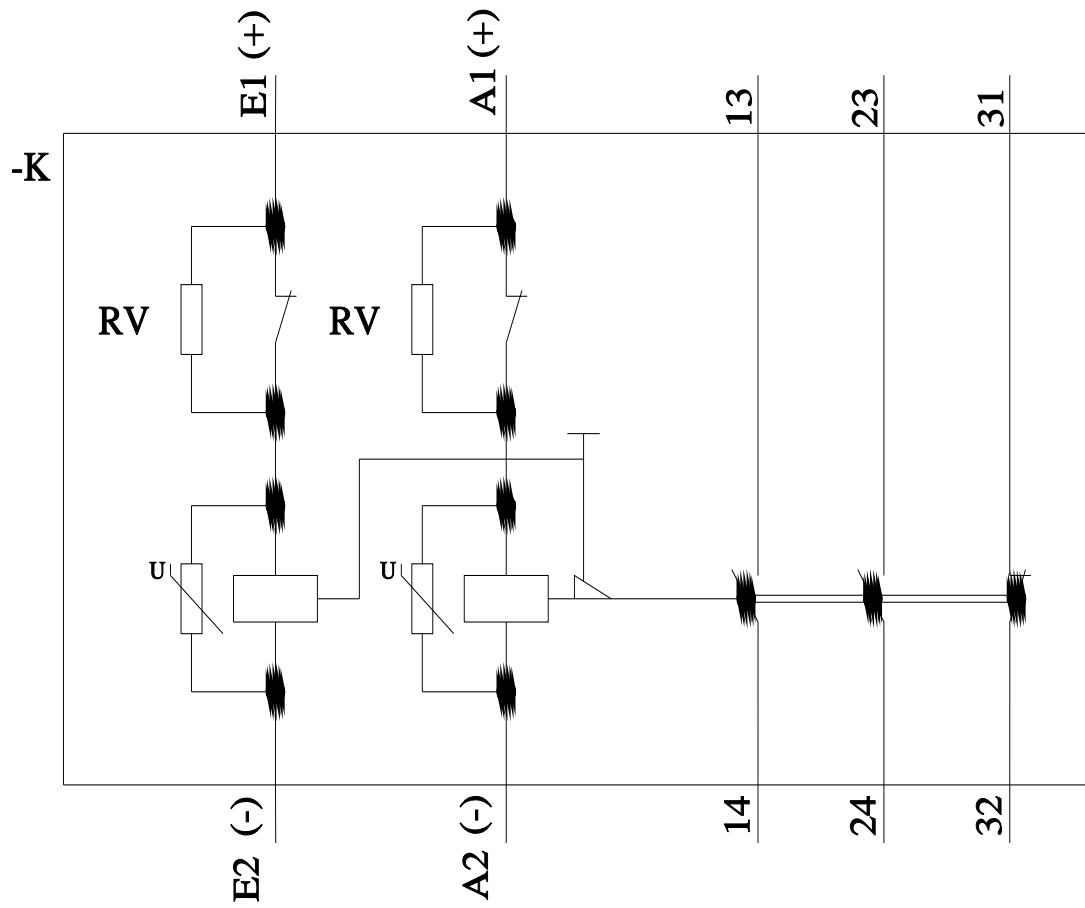 E1 (+)
A1 (+)
13
23
31
-K
RV
RV
U
U
E2 (-)
A2 (-)
14
24
32